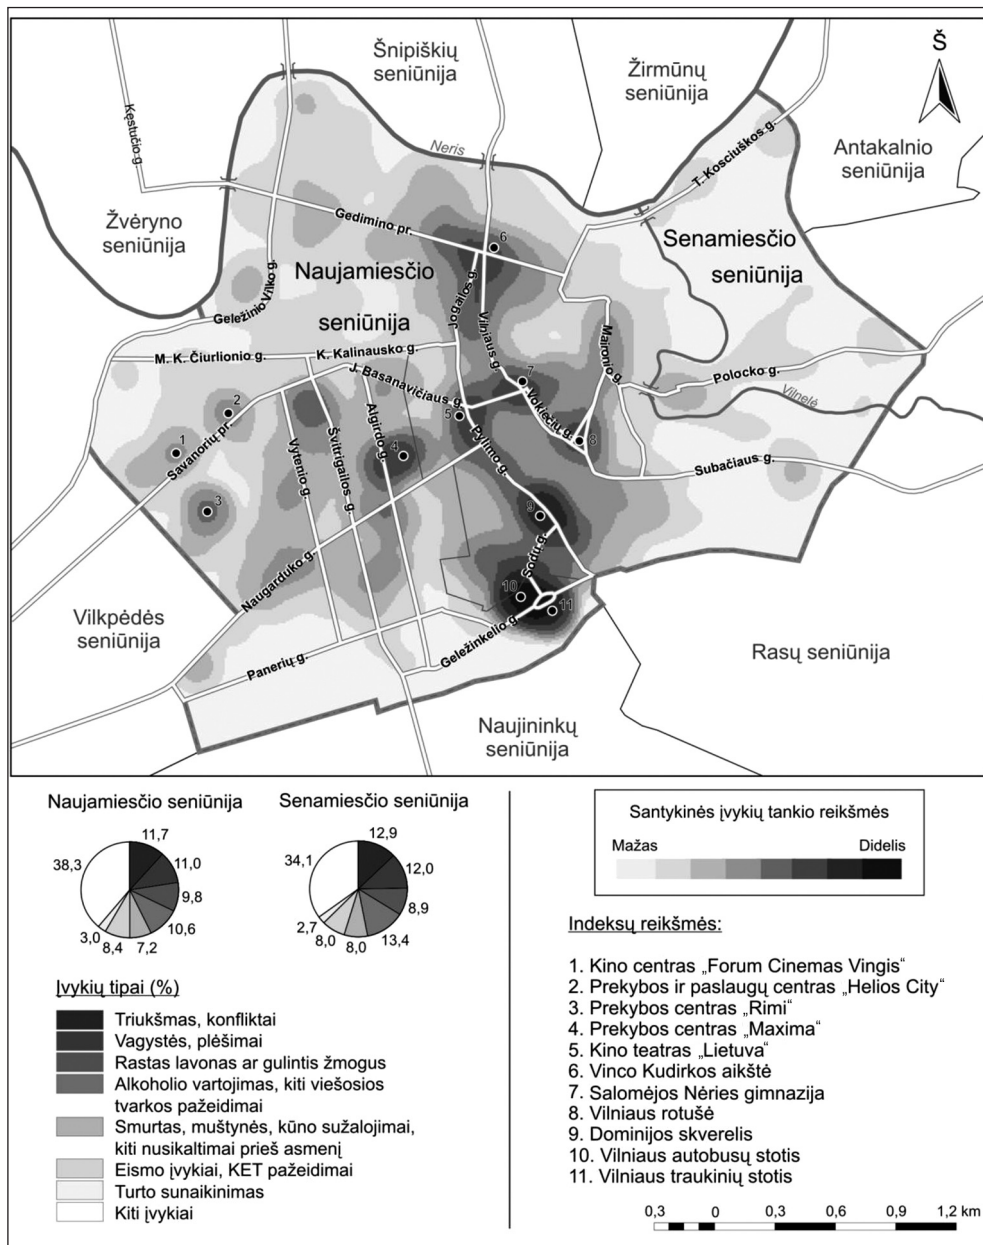 Šnipiškių
seniūnija
Žirmūnų
seniūnija
Š
Antakalnio
seniūnija
Kęstučio g.
Neris
T. Kosciuškos g.
Žvėryno
seniūnija
Gedimino pr.
Senamiesčio
seniūnija
6
Naujamiesčio
seniūnija
Geležinio Vilko g.
Jogailos g.
Vilniaus g.
Maironio g.
M. K. Čiurlionio g.
K. Kalinausko g.
J. Basanavičiaus g.
7
Polocko g.
Vilnelė
2
5
Vokiečių g.
8
1
Savanorių pr.
Vytenio g.
Švitrigailos g.
Algirdo g.
4
Pylimo g.
Subačiaus g.
3
9
Sodų g.
Naugarduko g.
10
11
Vilkpėdės
seniūnija
Panerių g.
Geležinkelio g.
Rasų seniūnija
Naujininkų
seniūnija
Naujamiesčio seniūnija
11,7
11,0
9,8
10,6
7,2
8,4
3,0
38,3
Senamiesčio seniūnija
12,9
12,0
8,9
13,4
8,0
8,0
2,7
34,1
Įvykių tipai (%)
Triukšmas, konfliktai
Vagystės, plėšimai
Rastas lavonas ar gulintis žmogus
Alkoholio vartojimas, kiti viešosios
tvarkos pažeidimai
Smurtas, muštynės, kūno sužalojimai,
kiti nusikaltimai prieš asmenį
Eismo įvykiai, KET pažeidimai
Turto sunaikinimas
Kiti įvykiai
Santykinės įvykių tankio reikšmės
Mažas Didelis
Indeksų reikšmės:
1. Kino centras „Forum Cinemas Vingis“
2. Prekybos ir paslaugų centras „Helios City“
3. Prekybos centras „Rimi“
4. Prekybos centras „Maxima“
5. Kino teatras „Lietuva“
6. Vinco Kudirkos aikštė
7. Salomėjos Nėries gimnazija
8. Vilniaus rotušė
9. Dominijos skverelis
10. Vilniaus autobusų stotis
11. Vilniaus traukinių stotis
0,3 0 0,3 0,6 0,9 1,2 km